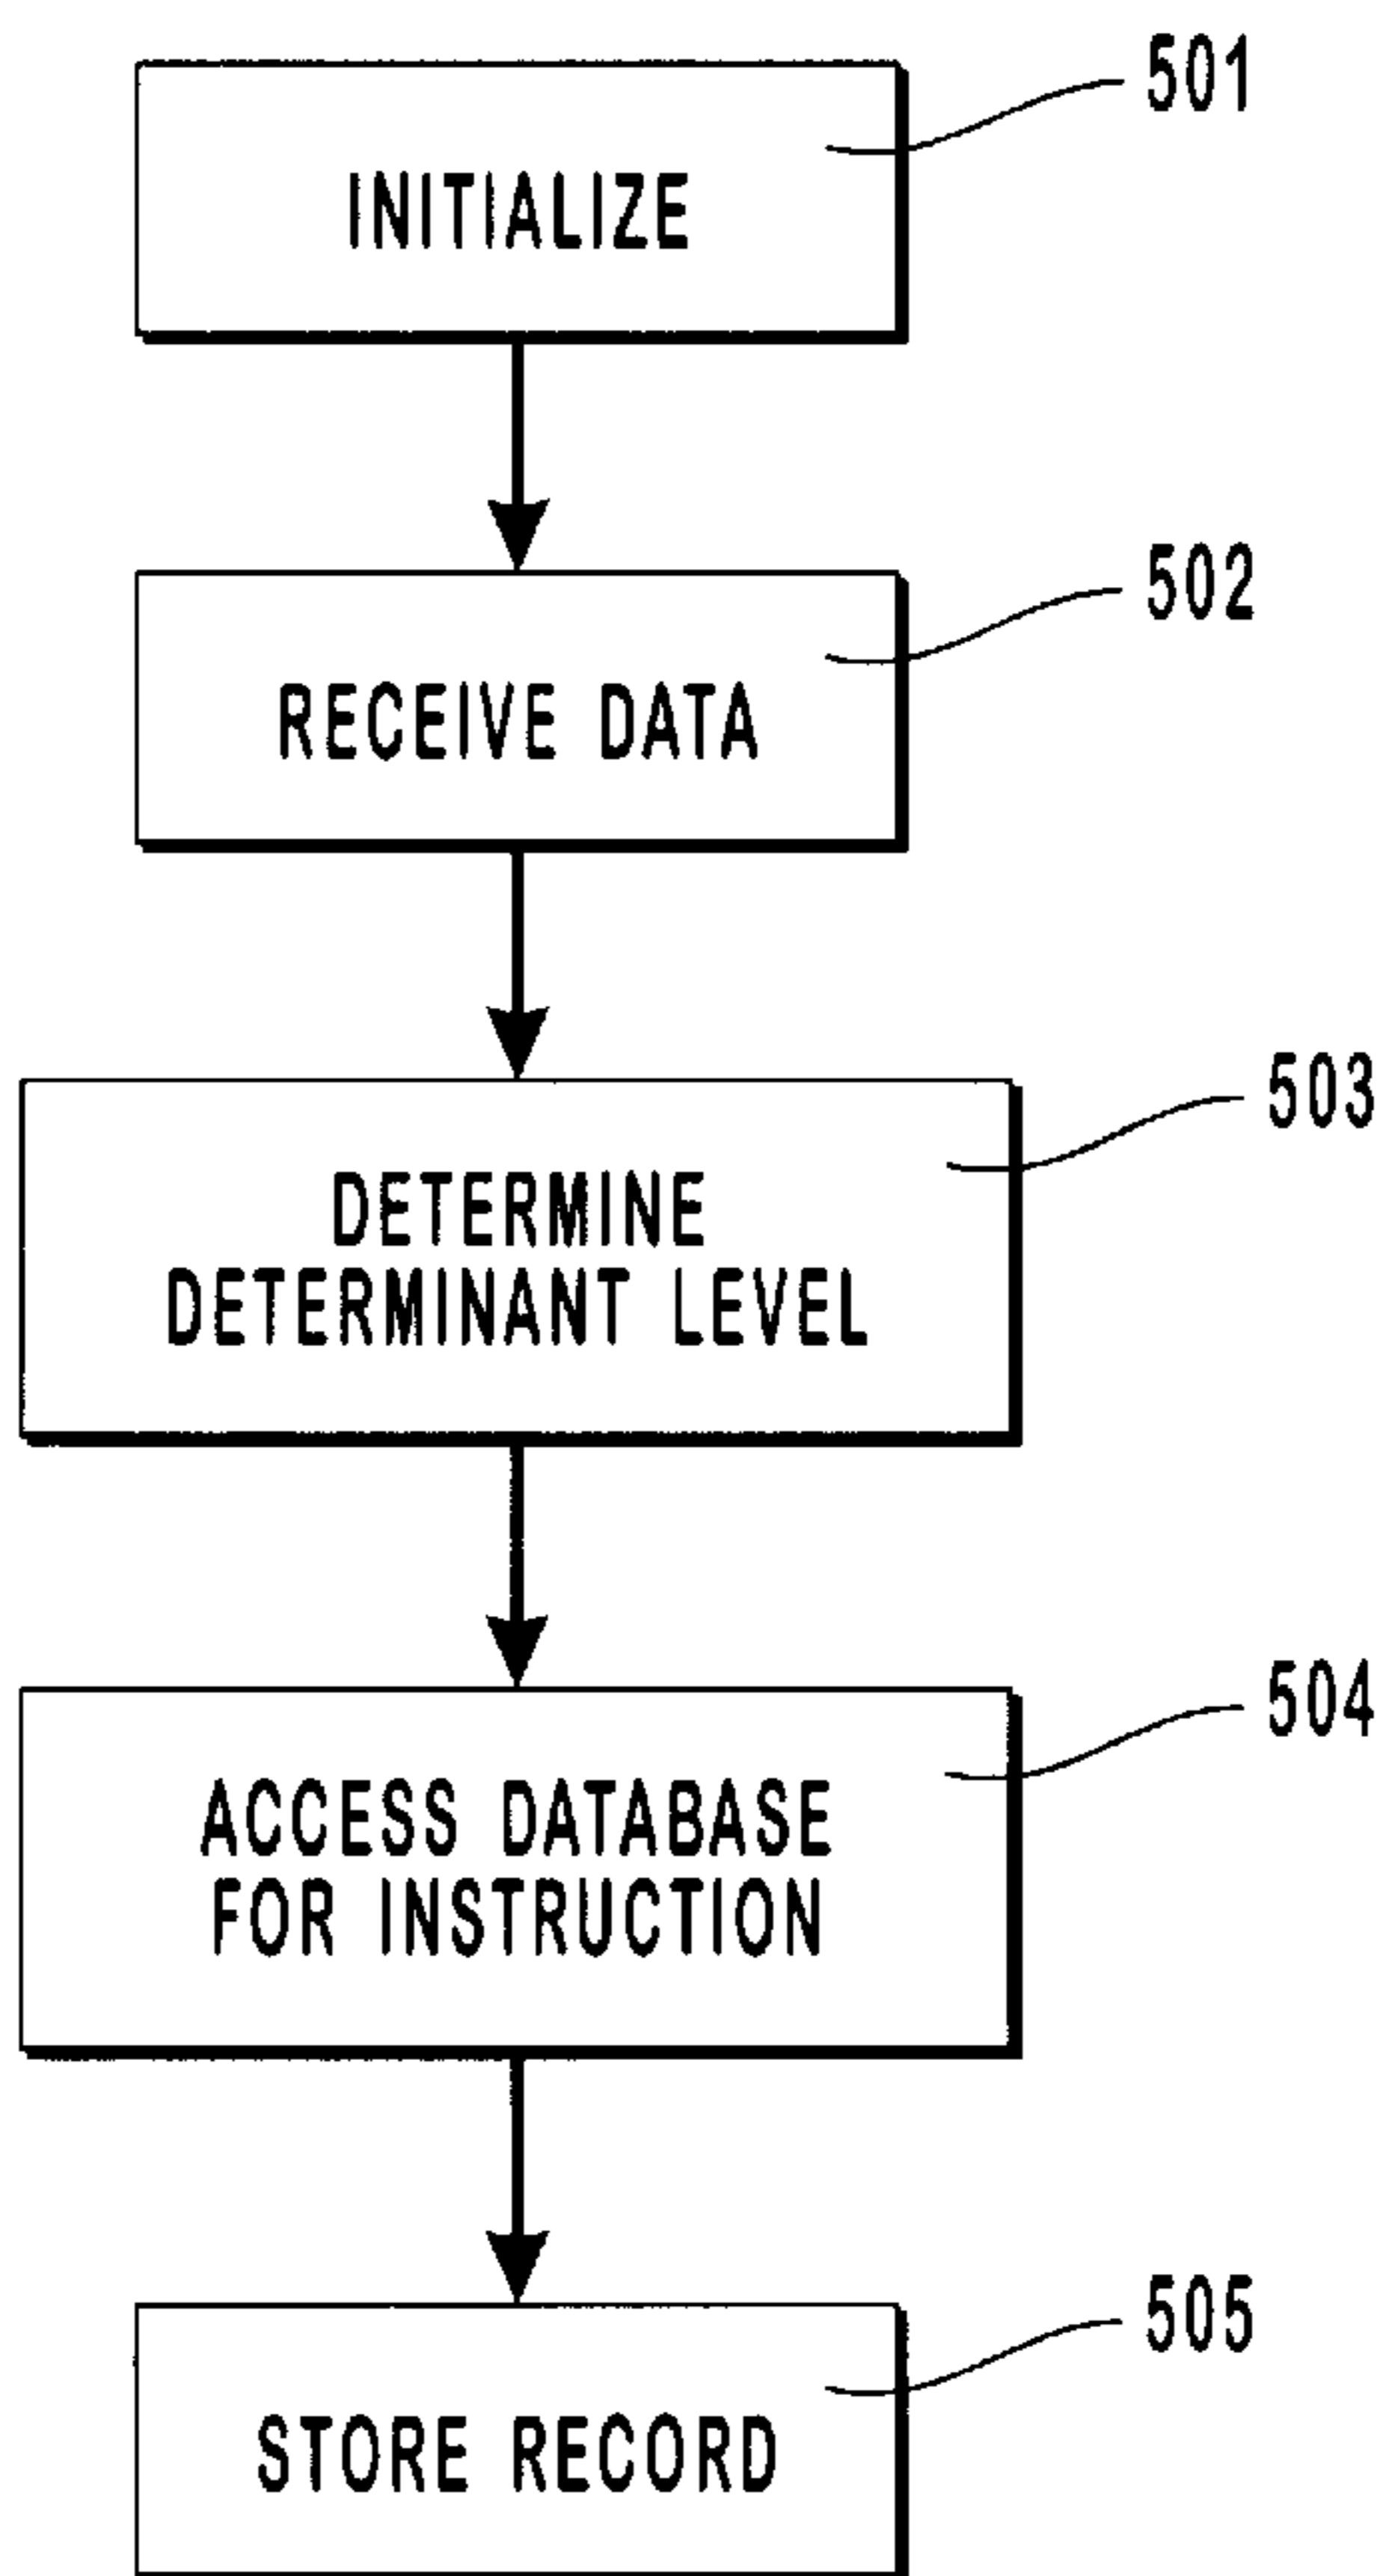 501
INITIALIZE
502
RECEIVE DATA
503
DETERMINE
DETERMINANT LEVEL
504
ACCESS DATABASE
FOR INSTRUCTION
505
STORE RECORD